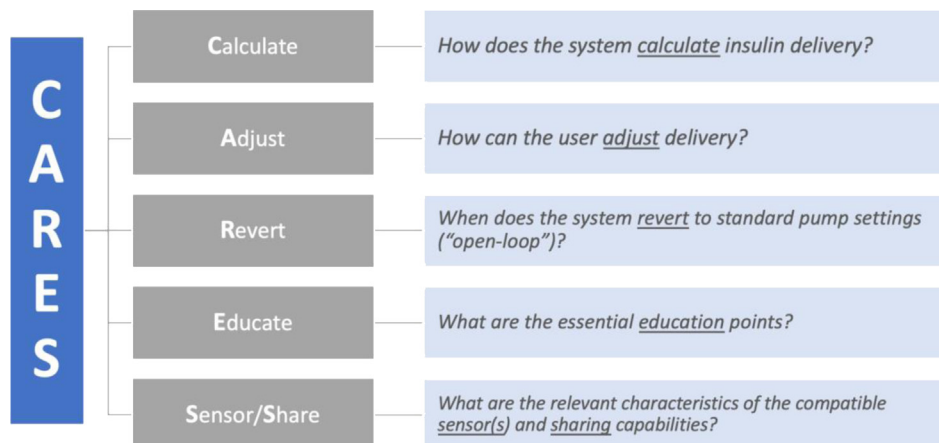 CARES
Calculate
How does the system calculate insulin delivery?
Adjust
How can the user adjust delivery?
Revert
When does the system revert to standard pump settings
(“open-loop”)?
Educate
What are the essential education points?
Sensor/Share
What are the relevant characteristics of the compatible
sensor(s) and sharing capabilities?